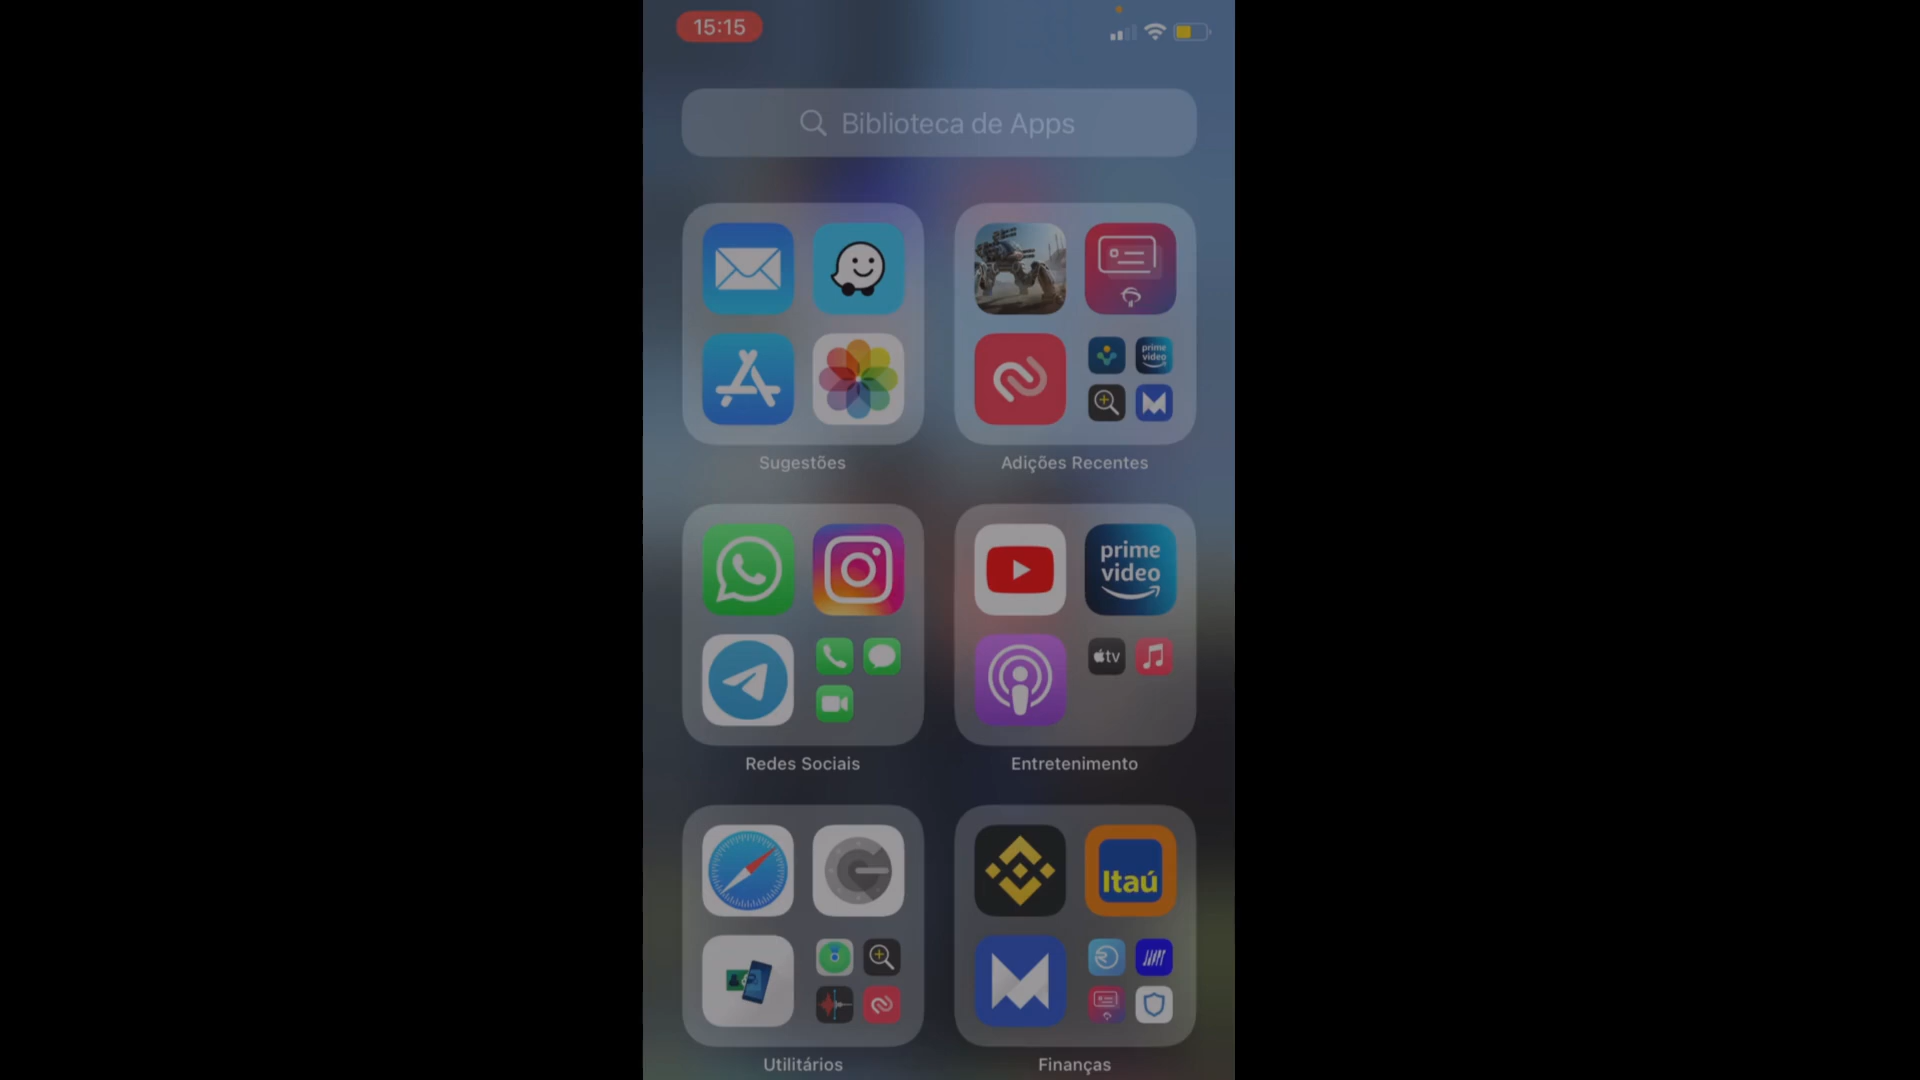 15:15
Biblioteca de Apps
prime
video
Sugestões
Adições Recentes
prime
video
tv
Redes Sociais
Entretenimento
Itaú
Utilitários
Finanças